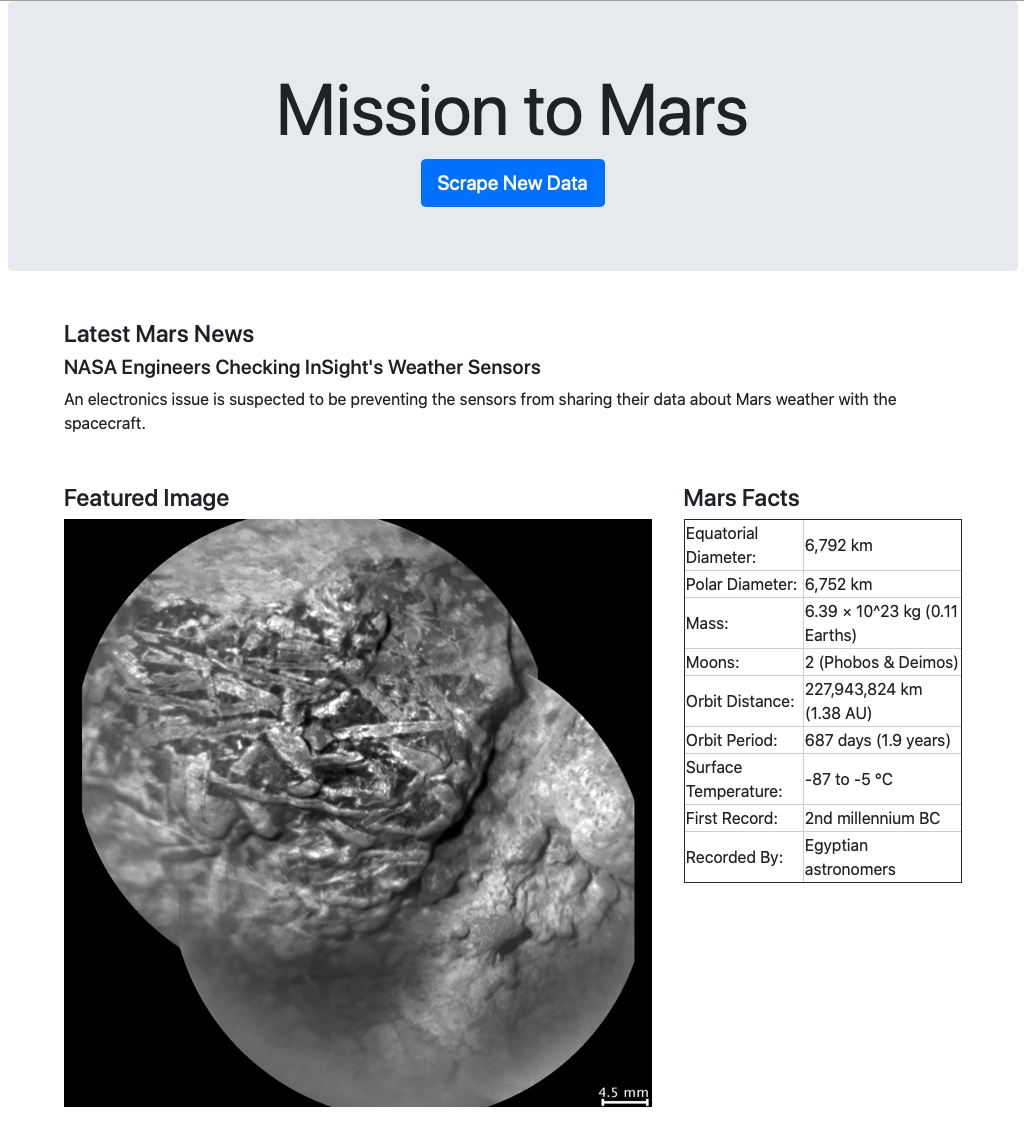 Mission to Mars
Scrape New Data
Latest Mars News
NASA Engineers Checking InSight's Weather Sensors
An electronics issue is suspected to be preventing the sensors from sharing their data about Mars weather with the
spacecraft.
Featured Image
4.5 mm
Mars Facts
Equatorial
Diameter:
6,792 km
Polar Diameter: 6,752 km
Mass:
6.39 × 10^23 kg (0.11
Earths)
Moons: 2 (Phobos & Deimos)
Orbit Distance:
227,943,824 km
(1.38 AU)
Orbit Period: 687 days (1.9 years)
Surface
Temperature:
-87 to -5 °C
First Record: 2nd millennium BC
Recorded By:
Egyptian
astronomers